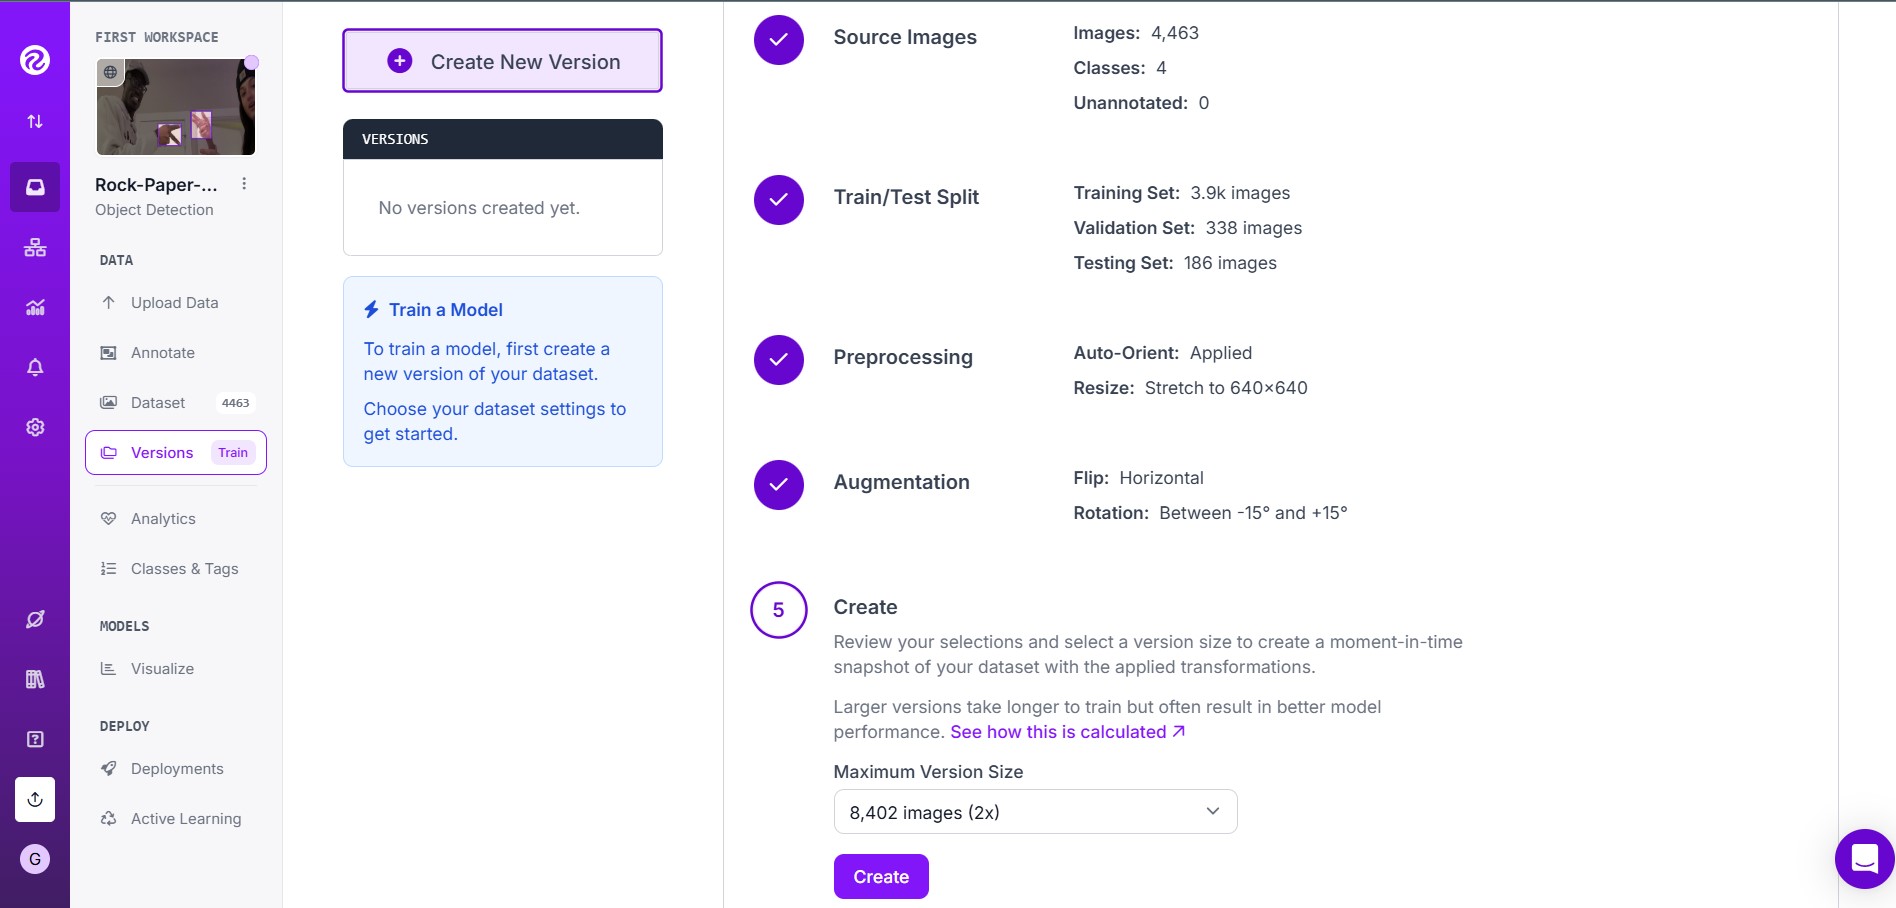 FIRST WORKSPACE
Rock-Paper-...
Object Detection
DATA
Upload Data
Annotate
Dataset 4463
Versions Train
Analytics
Classes & Tags
MODELS
Visualize
DEPLOY
Deployments
Active Learning
G
Create New Version
VERSIONS
No versions created yet.
Train a Model
To train a model, first create a
new version of your dataset.
Choose your dataset settings to
get started.
Source Images
Images: 4,463
Classes: 4
Unannotated: 0
Train/Test Split
Training Set: 3.9k images
Validation Set: 338 images
Testing Set: 186 images
Preprocessing
Auto-Orient: Applied
Resize: Stretch to 640×640
Augmentation
Flip: Horizontal
Rotation: Between -15° and +15°
5
Create
Review your selections and select a version size to create a moment-in-time
snapshot of your dataset with the applied transformations.
Larger versions take longer to train but often result in better model
performance. See how this is calculated
Maximum Version Size
8,402 images (2x)
Create